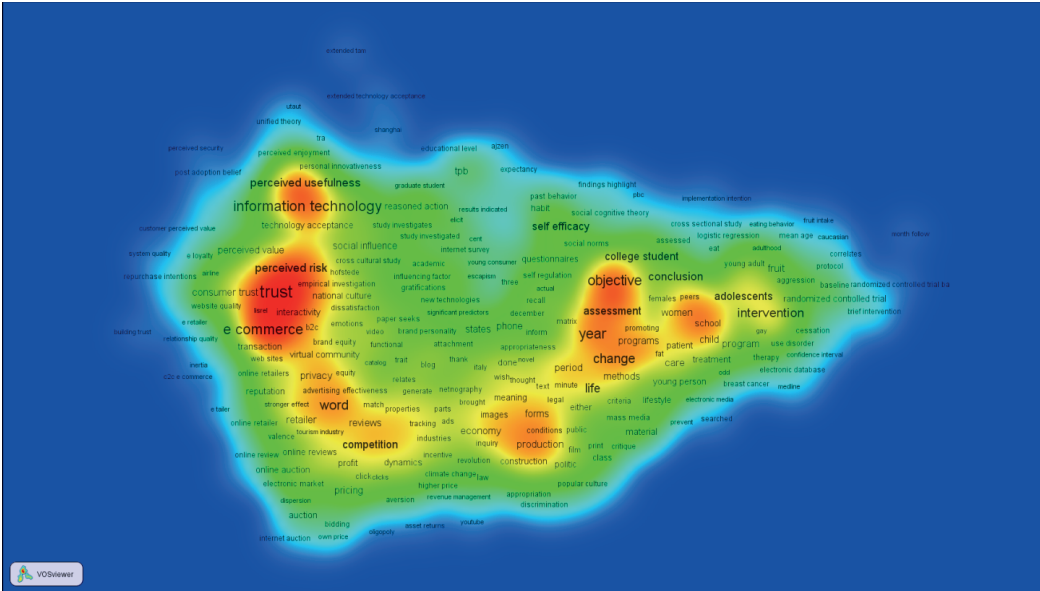 extended tam
extended technology acceptance
utaut
unified theory
shanghai
tra
educational level
ajzen
perceived security
perceived enjoyment
personal innovativeness
post adoption belief
tpb
expectancy
perceived usefulness
graduate student
findings highlight
past behavior
pbc
implementation intention
information technology
reasoned action
results indicated
habit
social cognitive theory
elicit
technology acceptance
study investigates
self efficacy
cross sectional study
eating behavior
fruit intake
customer perceived value
study investigated
cent
assessed
logistic regression
mean age
caucasian
month follow
perceived value
social influence
internet survey
social norms
eat
adulthood
system quality
e loyalty
cross cultural study
academic
young consumer
questionnaires
college student
correlates
perceived risk
hofstede
young adult
fruit
protocol
repurchase intentions
airline
influencing factor
escapism
self regulation
objective
conclusion
empirical investigation
gratifications
three
actual
aggression
baseline
randomized controlled trial ba
consumer trust
trust
national culture
new technologies
recall
females
peers
adolescents
randomized controlled trial
website quality
interactivity
dissatisfaction
significant predictors
assessment
women
intervention
brief intervention
e retailer
emotions
paper seeks
matrix
school
building trust
e commerce
b2c
video
brand personality
states
phone
inform
year
promoting
gay
cessation
relationship quality
brand equity
functional
attachment
programs
child
transaction
appropriateness
patient
program
use disorder
web sites
virtual community
change
fat
therapy
confidence interval
inertia
catalog
trait
blog
thank
done
novel
care
treatment
online retailers
privacy
equity
italy
period
odd
electronic database
c2c e commerce
relates
wish
thought
methods
young person
breast cancer
medline
reputation
advertising effectiveness
generate
netnography
text
minute
life
meaning
legal
criteria
lifestyle
electronic media
e tailer
stronger effect
word
match
properties
parts
brought
either
online retailer
retailer
reviews
tracking
ads
images
forms
mass media
searched
prevent
valence
tourism industry
industries
economy
conditions
public
material
competition
inquiry
production
print
critique
online review
online reviews
incentive
film
profit
dynamics
revolution
construction
politic
class
online auction
click
clicks
climate change
law
electronic market
pricing
higher price
popular culture
dispersion
aversion
revenue management
appropriation
discrimination
auction
bidding
youtube
asset returns
oligopoly
internet auction
own price
VOSviewer